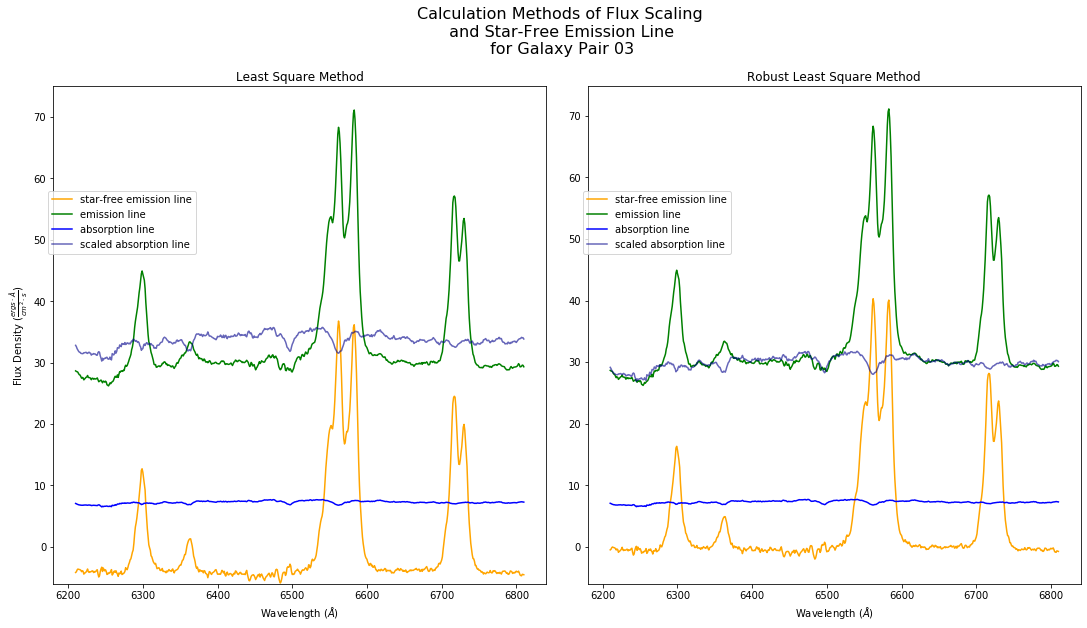 Calculation Methods of Flux Scaling
and Star-Free Emission Line
for Galaxy Pair 03
Least Square Method
70
60
50
40
30
20
10
0
star-free emission line
emission line
absorption line
scaled absorption line
Flux Density (ergs · Å / cm² · s)
6200 6300 6400 6500 6600 6700 6800
Wavelength (Å)
Robust Least Square Method
70
60
50
40
30
20
10
0
star-free emission line
emission line
absorption line
scaled absorption line
6200 6300 6400 6500 6600 6700 6800
Wavelength (Å)